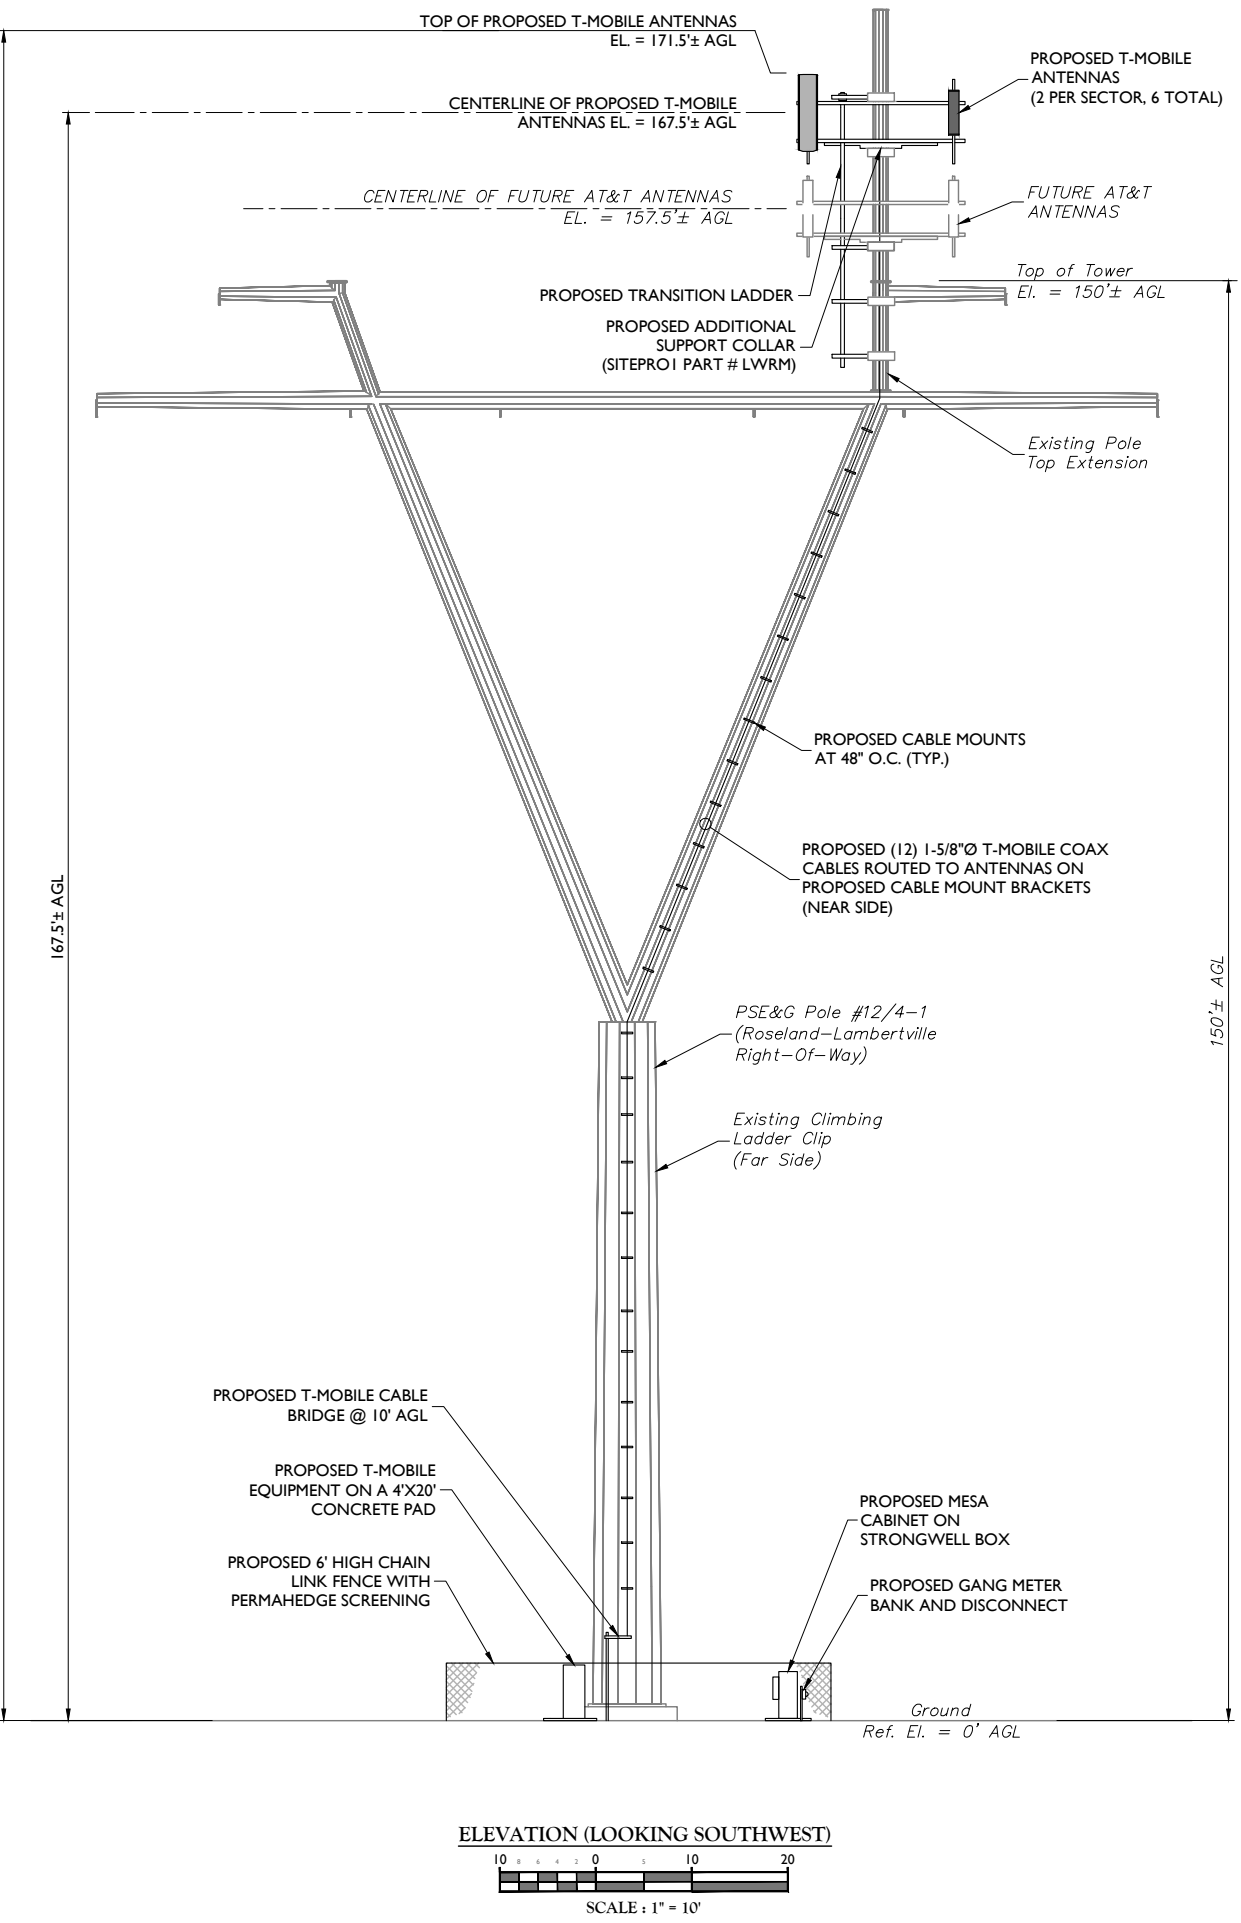 TOP OF PROPOSED T-MOBILE ANTENNAS
EL. = 171.5'± AGL
PROPOSED T-MOBILE
ANTENNAS
(2 PER SECTOR, 6 TOTAL)
CENTERLINE OF PROPOSED T-MOBILE
ANTENNAS EL. = 167.5'± AGL
CENTERLINE OF FUTURE AT&T ANTENNAS
EL. = 157.5'± AGL
FUTURE AT&T
ANTENNAS
Top of Tower
El. = 150'± AGL
PROPOSED TRANSITION LADDER
PROPOSED ADDITIONAL
SUPPORT COLLAR
(SITEPRO1 PART # LWRM)
Existing Pole
Top Extension
PROPOSED CABLE MOUNTS
AT 48" O.C. (TYP.)
PROPOSED (12) 1-5/8"Ø T-MOBILE COAX
CABLES ROUTED TO ANTENNAS ON
PROPOSED CABLE MOUNT BRACKETS
(NEAR SIDE)
167.5'± AGL
150'± AGL
PSE&G Pole #12/4-1
(Roseland-Lambertville
Right-Of-Way)
Existing Climbing
Ladder Clip
(Far Side)
PROPOSED T-MOBILE CABLE
BRIDGE @ 10' AGL
PROPOSED T-MOBILE
EQUIPMENT ON A 4'X20'
CONCRETE PAD
PROPOSED 6' HIGH CHAIN
LINK FENCE WITH
PERMAHEDGE SCREENING
PROPOSED MESA
CABINET ON
STRONGWELL BOX
PROPOSED GANG METER
BANK AND DISCONNECT
Ground
Ref. El. = 0' AGL
ELEVATION (LOOKING SOUTHWEST)
10 8 6 4 2 0 5 10 20
SCALE : 1" = 10'